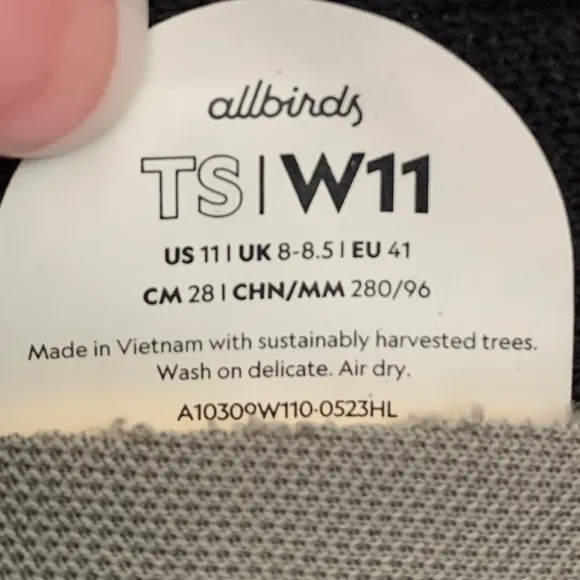 allbirds
TS | W11
US 11 | UK 8-8.5 | EU 41
CM 28 | CHN/MM 280/96
Made in Vietnam with sustainably harvested trees.
Wash on delicate. Air dry.
A10309W110-0523HL